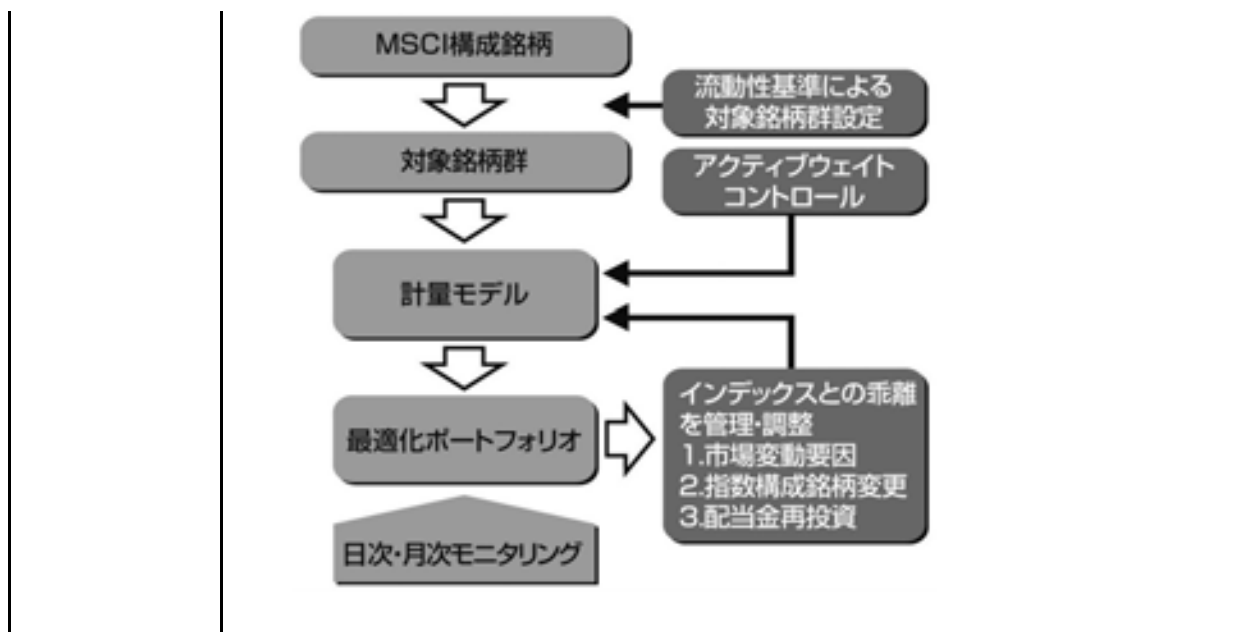 MSCI構成銘柄
流動性基準による
対象銘柄群設定
対象銘柄群
アクティブウェイト
コントロール
計量モデル
最適化ポートフォリオ
インデックスとの乖離
を管理・調整
1.市場変動要因
2.指数構成銘柄変更
3.配当金再投資
日次・月次モニタリング